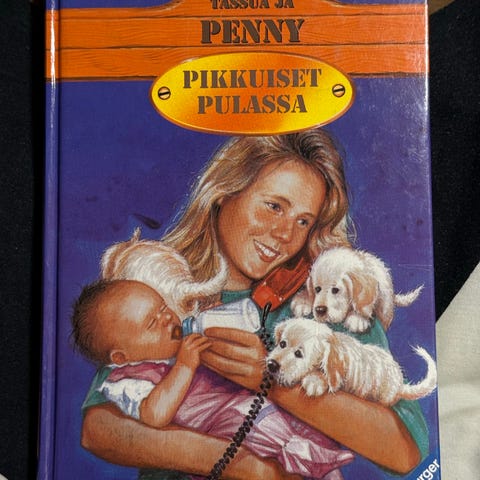 TASSUA JA
PENNY
PIKKUISET
PULASSA